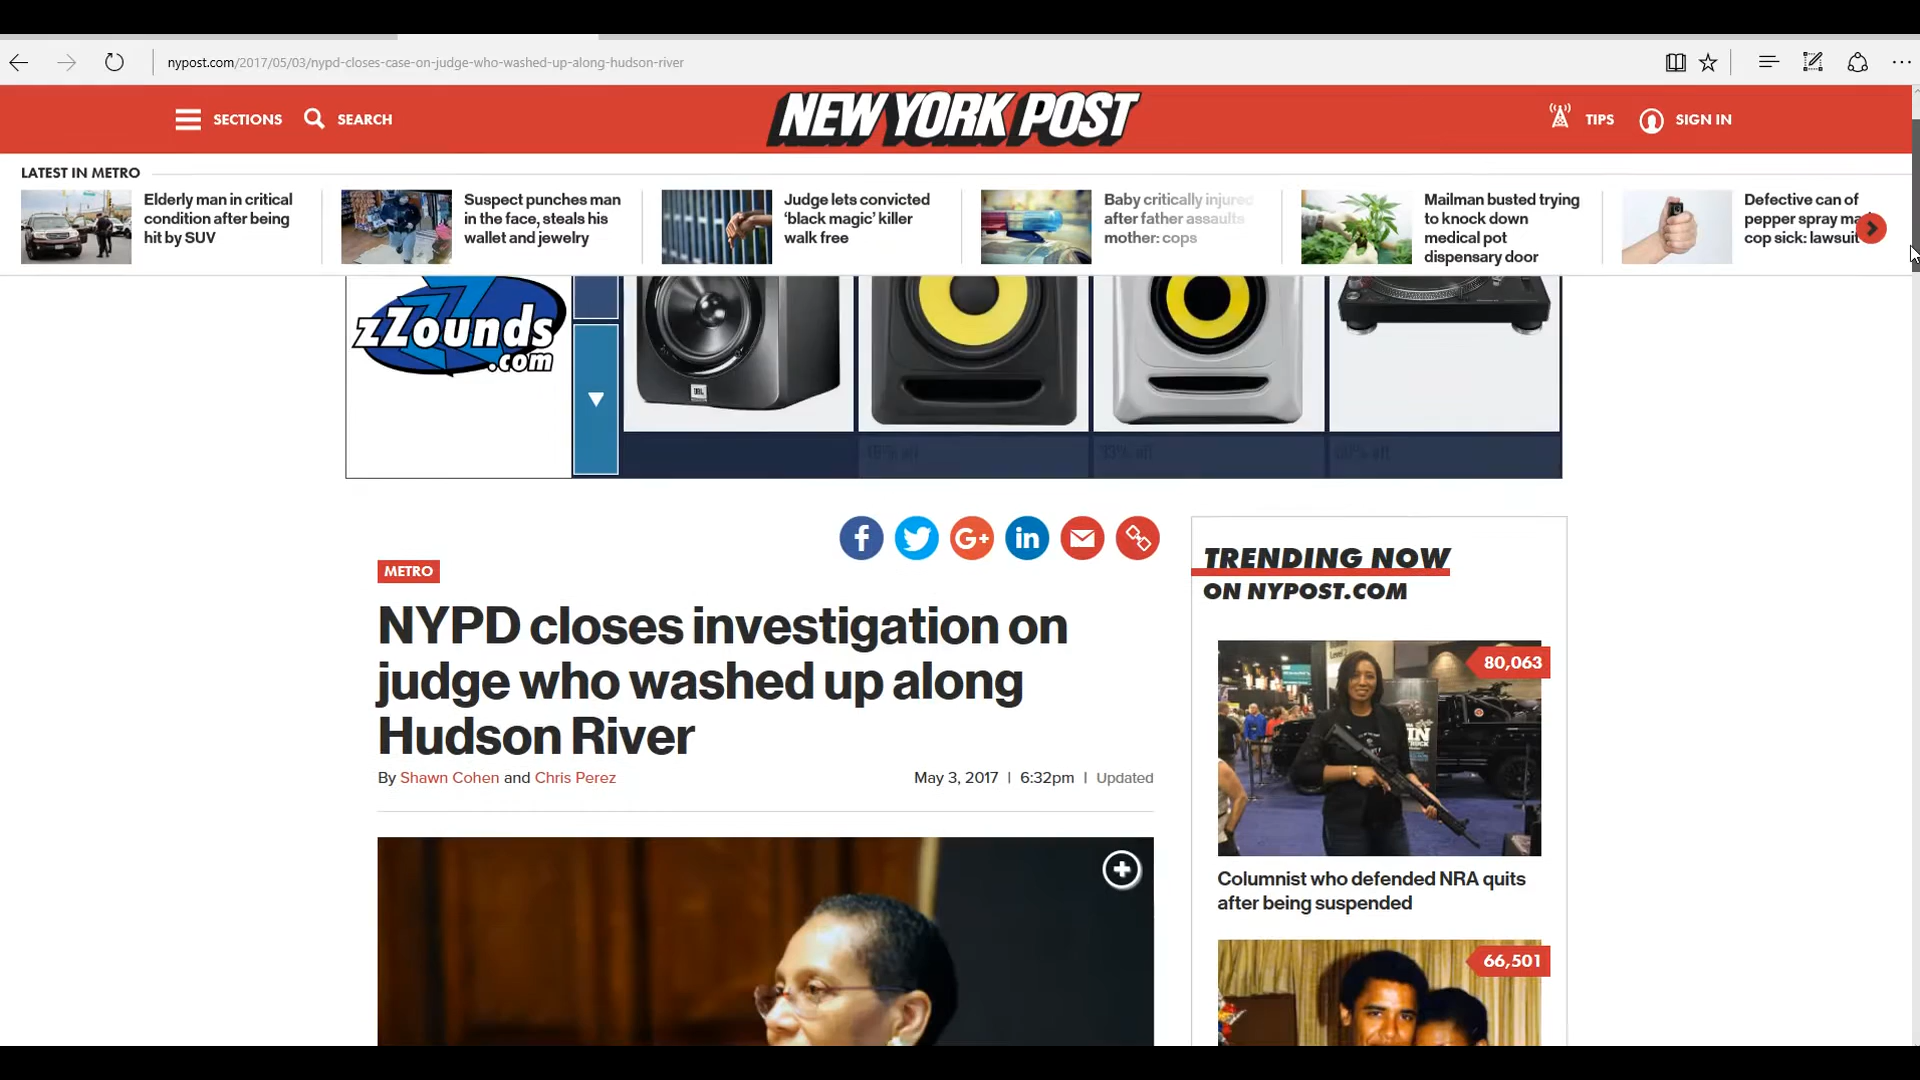 nypost.com/2017/05/03/nypd-closes-case-on-judge-who-washed-up-along-hudson-river
SECTIONS
SEARCH
NEW YORK POST
TIPS
SIGN IN
LATEST IN METRO
Elderly man in critical
condition after being
hit by SUV
Suspect punches man
in the face, steals his
wallet and jewelry
Judge lets convicted
‘black magic’ killer
walk free
Baby critically injured
after father assaults
mother: cops
Mailman busted trying
to knock down
medical pot
dispensary door
Defective can of
pepper spray ma
cop sick: lawsuit
zZounds
.com
JBL
METRO
NYPD closes investigation on
judge who washed up along
Hudson River
By Shawn Cohen and Chris Perez
May 3, 2017 | 6:32pm | Updated
TRENDING NOW
ON NYPOST.COM
80,063
Columnist who defended NRA quits
after being suspended
66,501